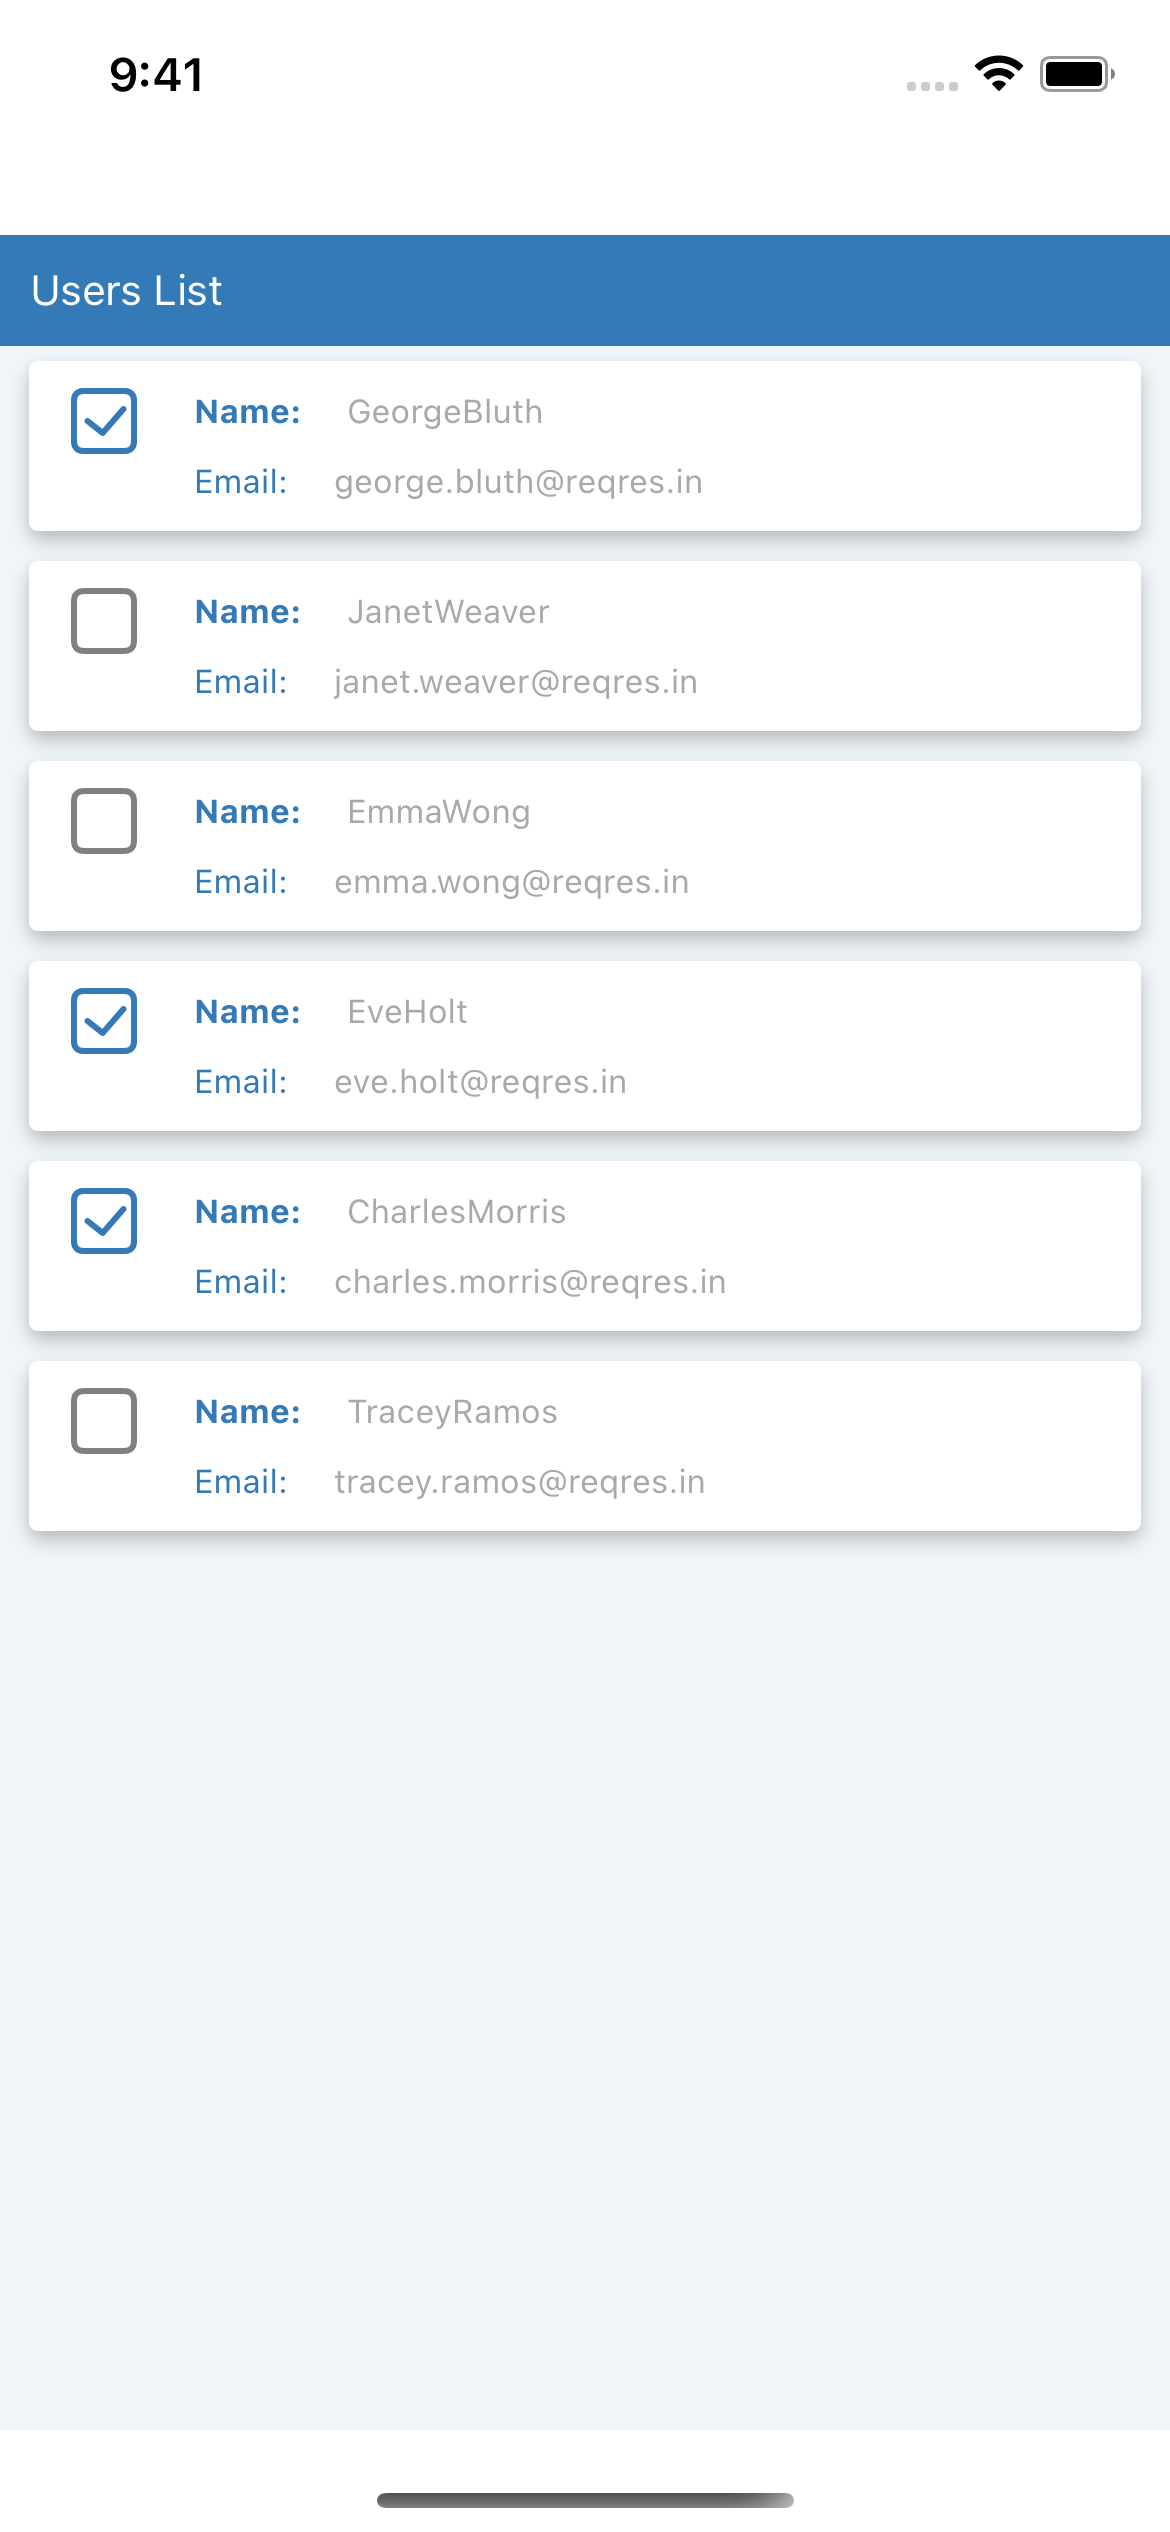 9:41
Users List
Name: GeorgeBluth
Email: george.bluth@reqres.in
Name: JanetWeaver
Email: janet.weaver@reqres.in
Name: EmmaWong
Email: emma.wong@reqres.in
Name: EveHolt
Email: eve.holt@reqres.in
Name: CharlesMorris
Email: charles.morris@reqres.in
Name: TraceyRamos
Email: tracey.ramos@reqres.in